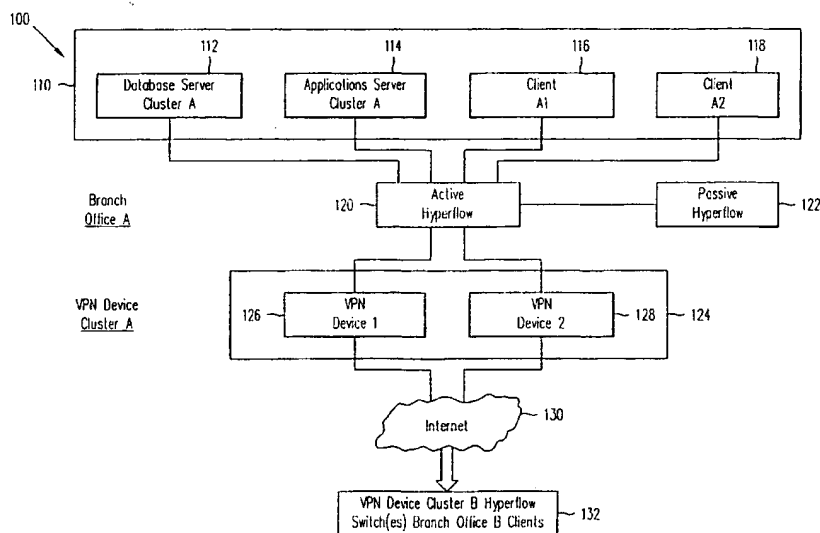 100
112
114
116
118
110
Database Server
Cluster A
Applications Server
Cluster A
Client
A1
Client
A2
Branch
Office A
120
Active
Hyperflow
Passive
Hyperflow
122
VPN Device
Cluster A
126
VPN
Device 1
VPN
Device 2
128
124
Internet
130
VPN Device Cluster B Hyperflow
Switch(es) Branch Office B Clients
132